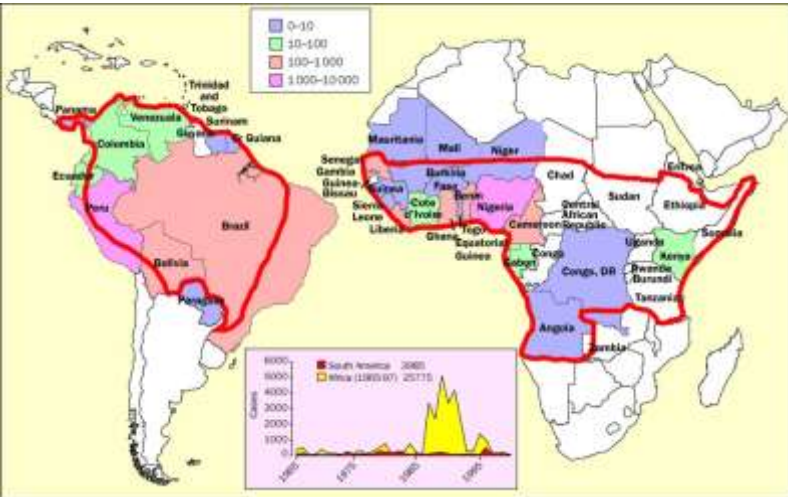 0–10
10–100
100–1 000
1 000–10 000
Trinidad
and
Tobago
Panama
Venezuela
Surinam
Guyana
Fr Guiana
Columbia
Ecuador
Peru
Brazil
Bolivia
Paraguay
Mauritania
Mali
Niger
Senegal
Gambia
Guinea-
Bissau
Guinea
Burkina
Faso
Benin
Sierra
Leone
Liberia
Cote
d'Ivoire
Ghana
Togo
Equatorial
Guinea
Nigeria
Chad
Sudan
Eritrea
Ethiopia
Somalia
Central
African
Republic
Cameroon
Gabon
Congo
Congo, DR
Uganda
Kenya
Rwanda
Burundi
Tanzania
Angola
Zambia
6000
5000
4000
3000
2000
1000
0
Cases
South America
Africa (1965-97) 25775
1965
1975
1985
1995